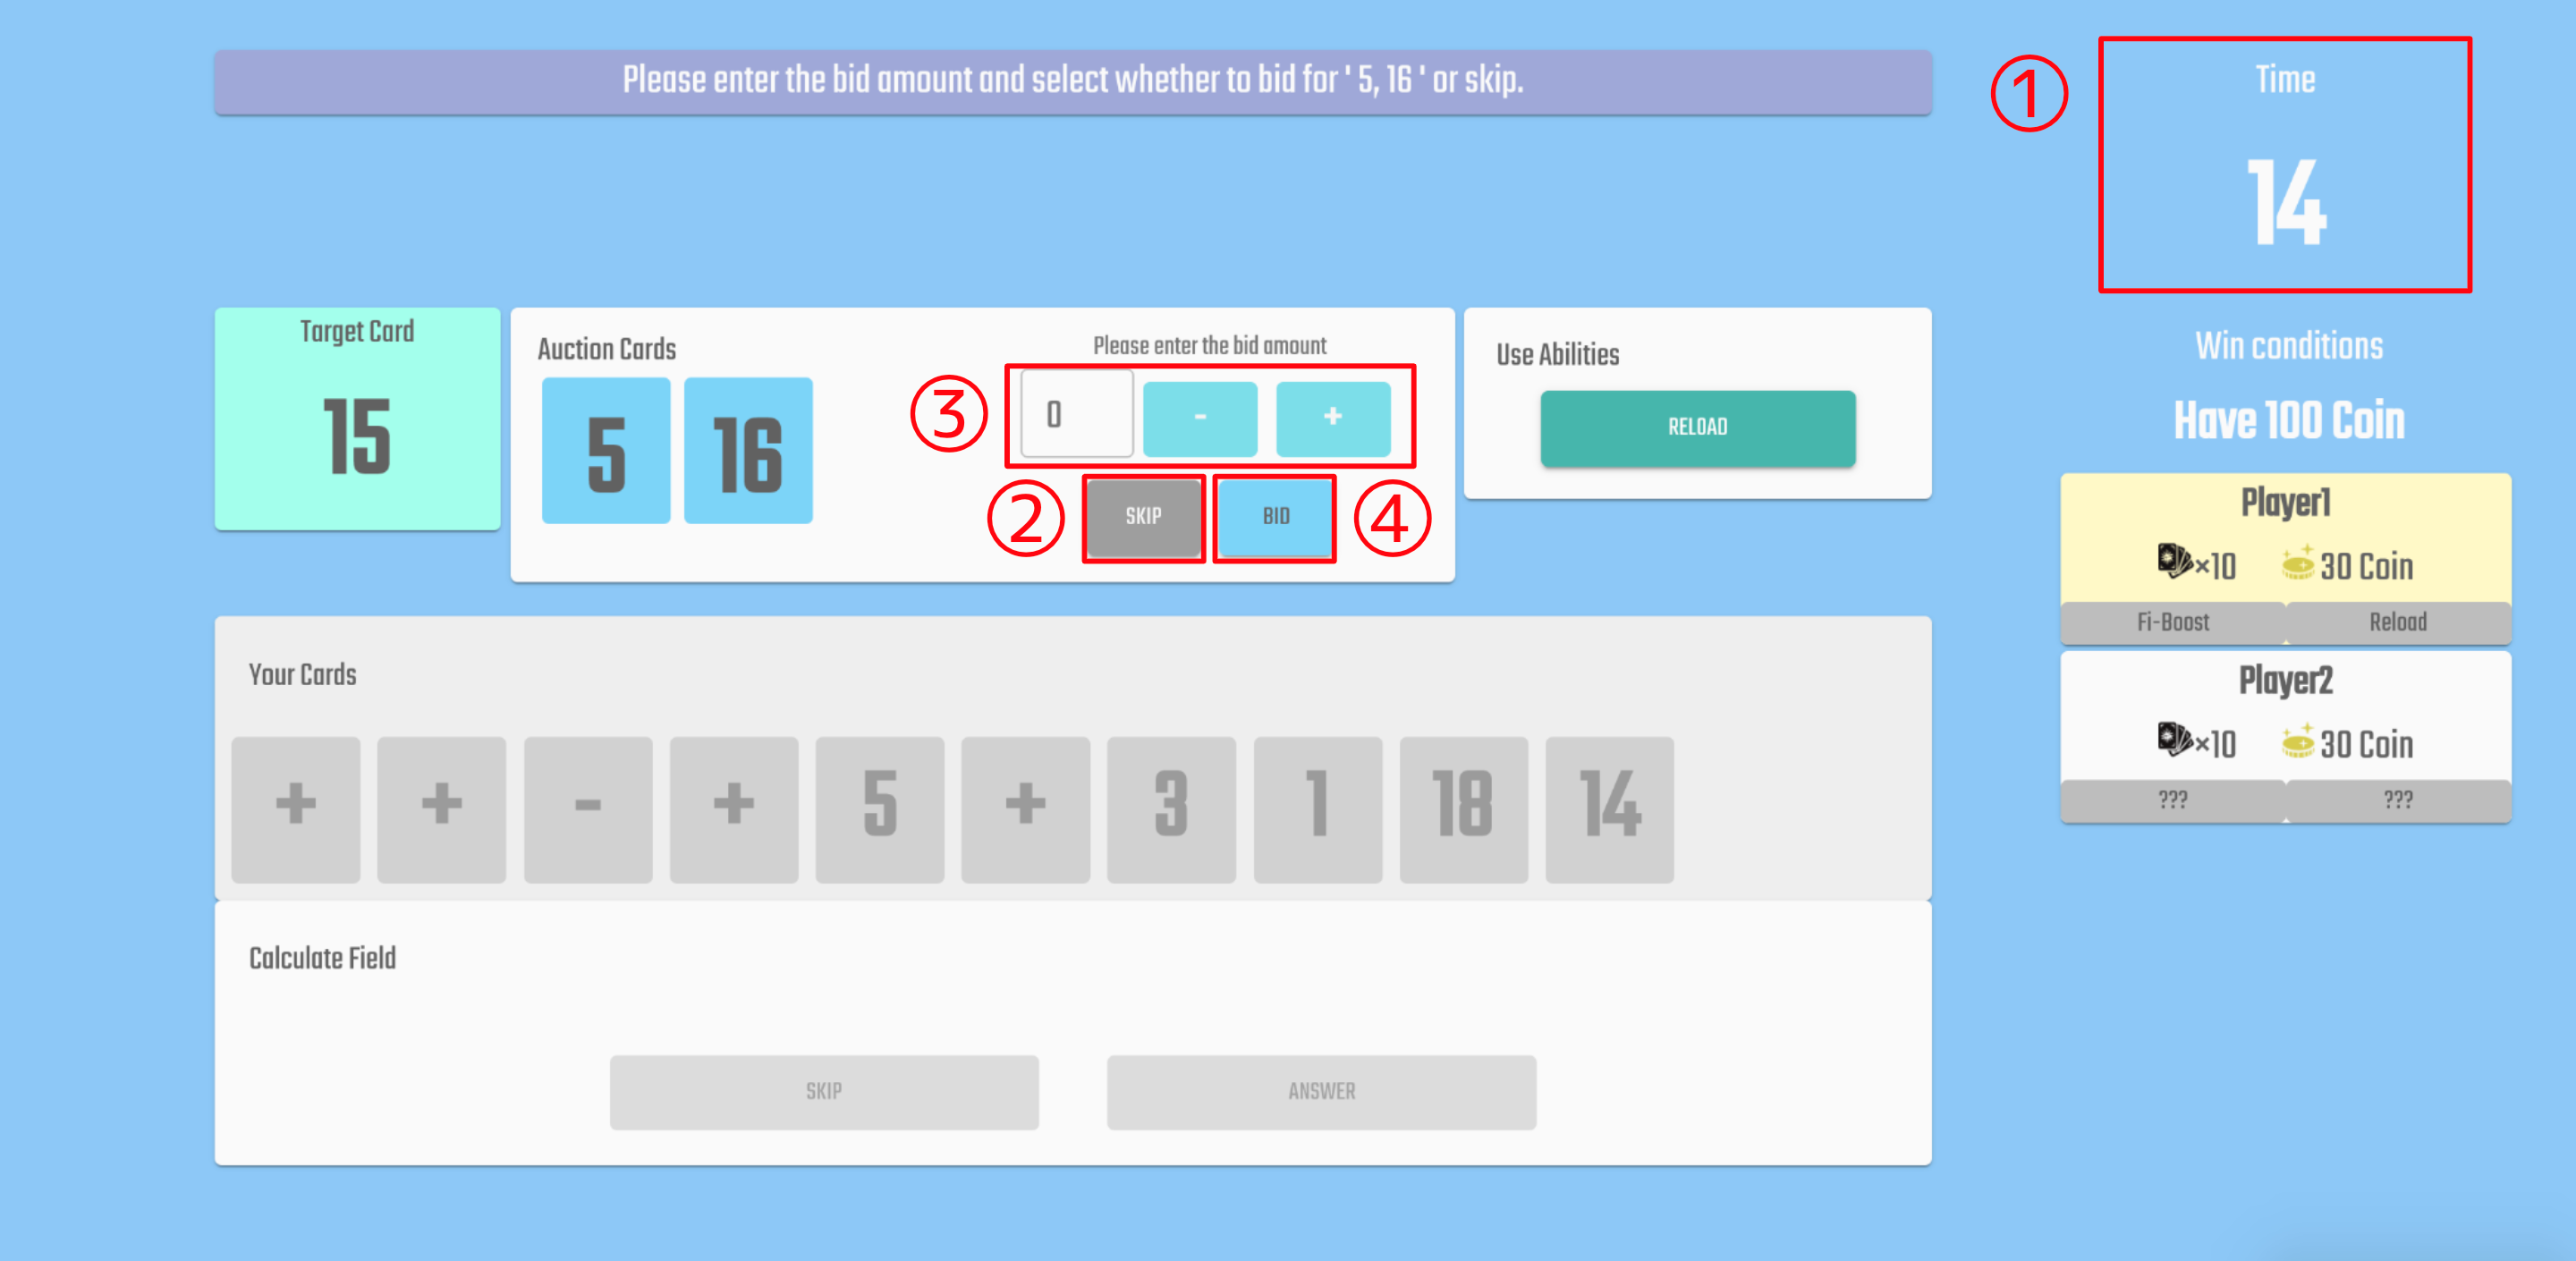 Please enter the bid amount and select whether to bid for ' 5, 16 ' or skip.
①
Time
14
Win conditions
Have 100 Coin
Target Card
15
Auction Cards
5 16
Please enter the bid amount
③ 0 - +
② SKIP BID ④
Use Abilities
RELOAD
Player1
×10 30 Coin
Fi-Boost Reload
Player2
×10 30 Coin
??? ???
Your Cards
+ + - + 5 + 3 1 18 14
Calculate Field
SKIP ANSWER